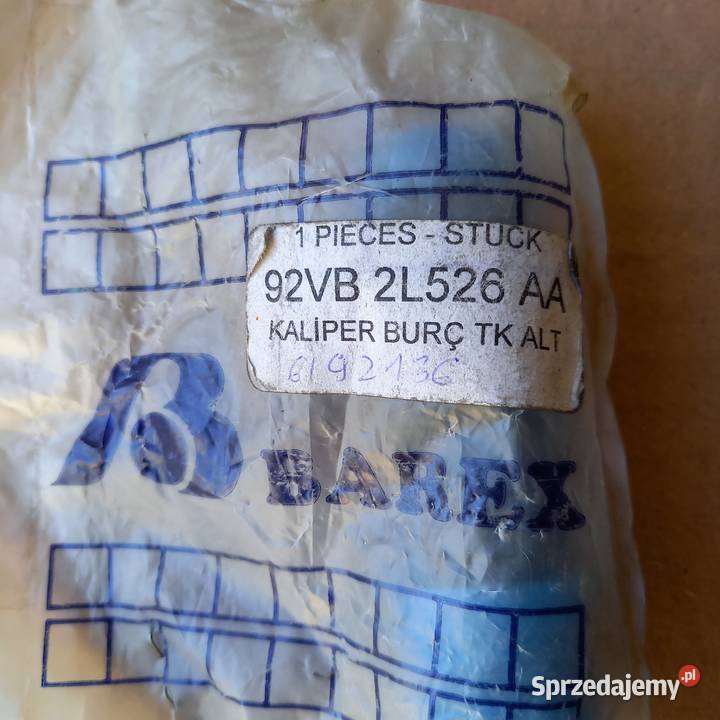 1 PIECES - STUCK
92VB 2L526 AA
KALİPER BURÇ TK ALT
6192136
B BAREX
Sprzedajemy.pl